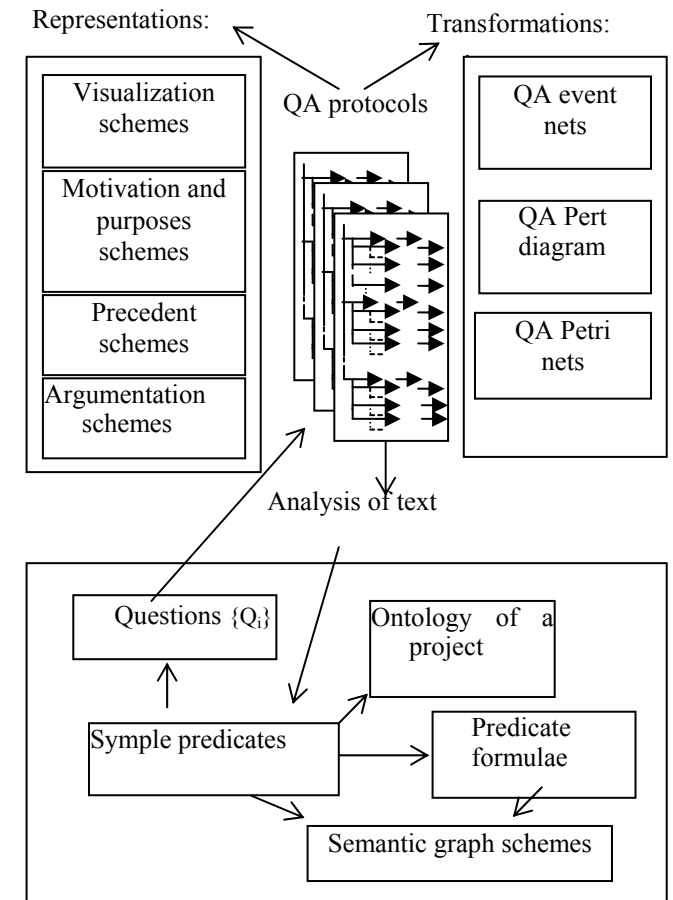 Representations:
Transformations:
QA protocols
Visualization
schemes
Motivation and
purposes
schemes
Precedent
schemes
Argumentation
schemes
QA event
nets
QA Pert
diagram
QA Petri
nets
Analysis of text
Questions {Qi}
Ontology of a
project
Symple predicates
Predicate
formulae
Semantic graph schemes